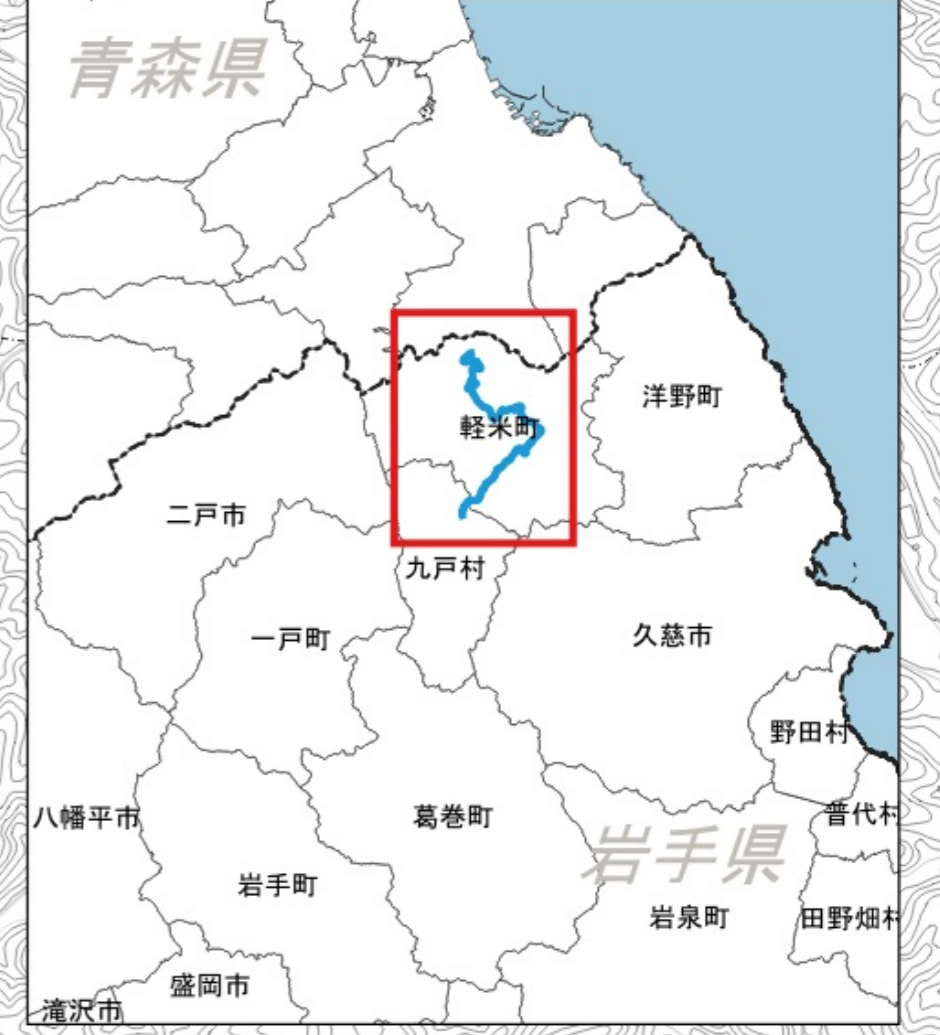 青森県
洋野町
軽米町
二戸市
九戸村
一戸町
久慈市
野田村
八幡平市
葛巻町
普代村
岩手県
岩手町
岩泉町
田野畑村
盛岡市
滝沢市